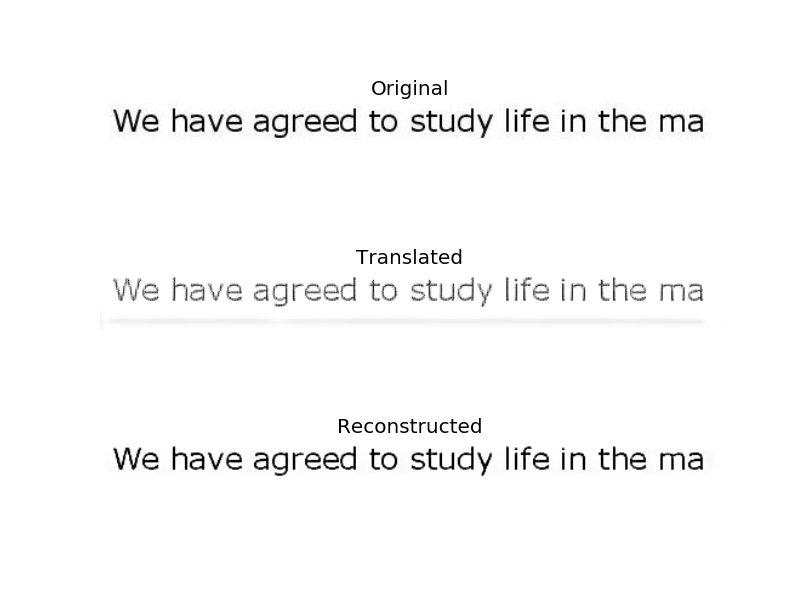 Original
We have agreed to study life in the ma
Translated
We have agreed to study life in the ma
Reconstructed
We have agreed to study life in the ma